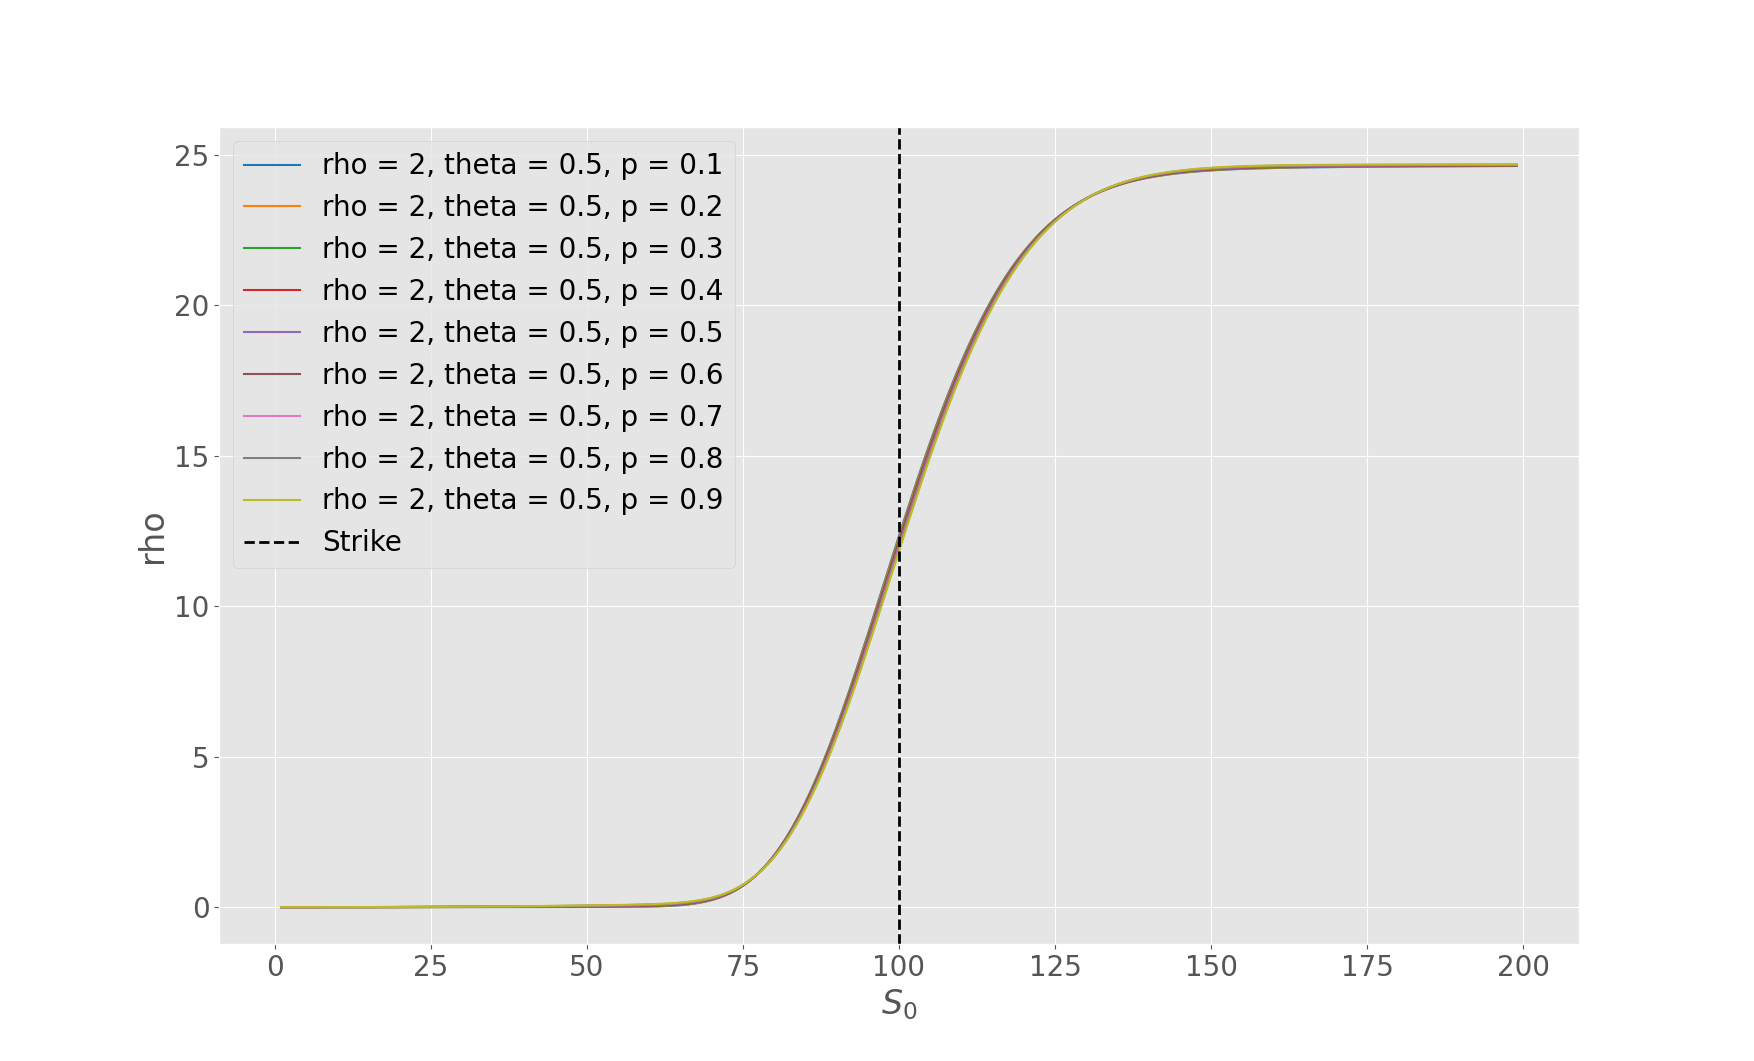 rho = 2, theta = 0.5, p = 0.1
rho = 2, theta = 0.5, p = 0.2
rho = 2, theta = 0.5, p = 0.3
rho = 2, theta = 0.5, p = 0.4
rho = 2, theta = 0.5, p = 0.5
rho = 2, theta = 0.5, p = 0.6
rho = 2, theta = 0.5, p = 0.7
rho = 2, theta = 0.5, p = 0.8
rho = 2, theta = 0.5, p = 0.9
Strike
25
20
15
10
5
0
rho
0 25 50 75 100 125 150 175 200
S₀